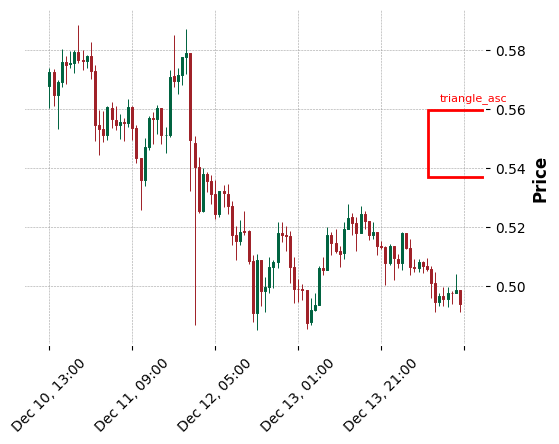 0.58
triangle_asc
0.56
0.54
0.52
0.50
Price
Dec 10, 13:00
Dec 11, 09:00
Dec 12, 05:00
Dec 13, 01:00
Dec 13, 21:00